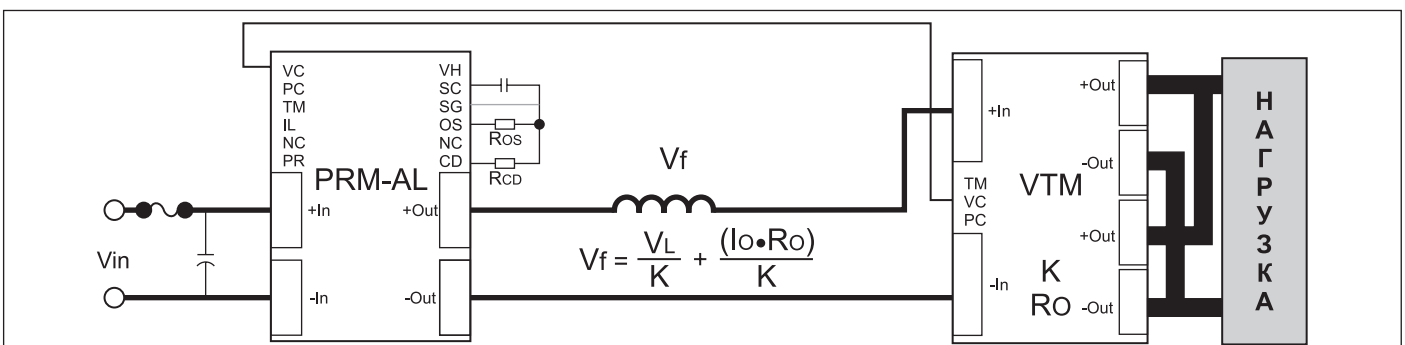 VC
PC
TM
IL
NC
PR
VH
SC
SG
OS
NC
CD
ROS
RCD
PRM-AL
+In
-In
+Out
-Out
Vin
Vf
Vf = VL/K + (IO•RO)/K
+In
TM
VC
PC
-In
VTM
K
RO
+Out
-Out
+Out
-Out
НАГРУЗКА